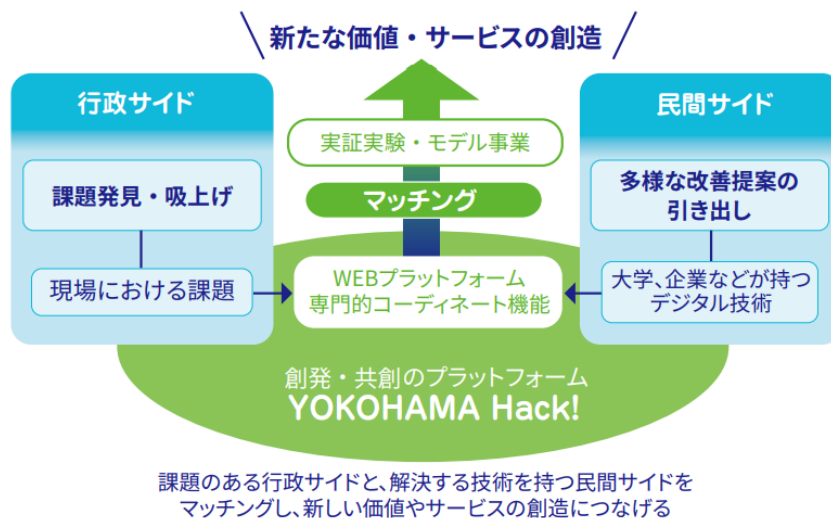 新たな価値・サービスの創造
行政サイド
課題発見・吸上げ
現場における課題
実証実験・モデル事業
マッチング
WEBプラットフォーム
専門的コーディネート機能
民間サイド
多様な改善提案の
引き出し
大学、企業などが持つ
デジタル技術
創発・共創のプラットフォーム
YOKOHAMA Hack!
課題のある行政サイドと、解決する技術を持つ民間サイドを
マッチングし、新しい価値やサービスの創造につなげる